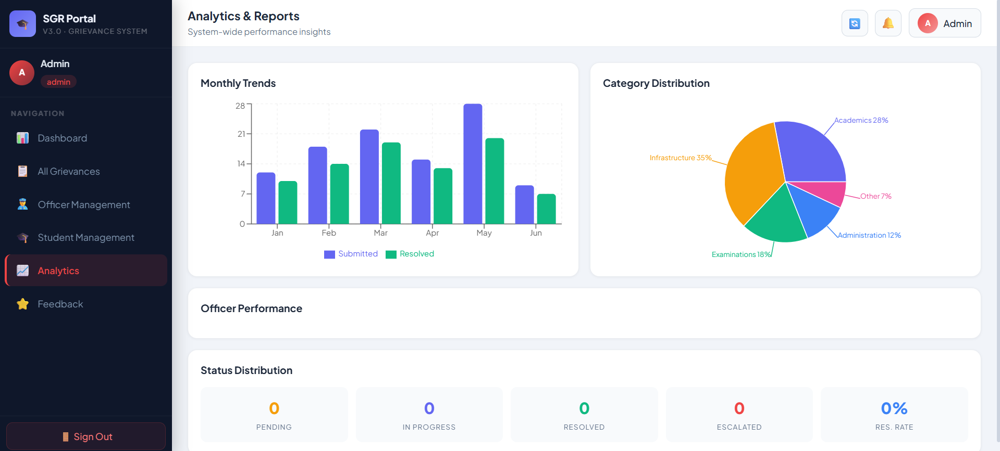 SGR Portal
V3.0 · GRIEVANCE SYSTEM
A
Admin
admin
NAVIGATION
Dashboard
All Grievances
Officer Management
Student Management
Analytics
Feedback
Sign Out
Analytics & Reports
System-wide performance insights
A
Admin
Monthly Trends
28
21
14
7
0
Jan
Feb
Mar
Apr
May
Jun
Submitted
Resolved
Category Distribution
Academics 28%
Infrastructure 35%
Other 7%
Administration 12%
Examinations 18%
Officer Performance
Status Distribution
0
PENDING
0
IN PROGRESS
0
RESOLVED
0
ESCALATED
0%
RES. RATE